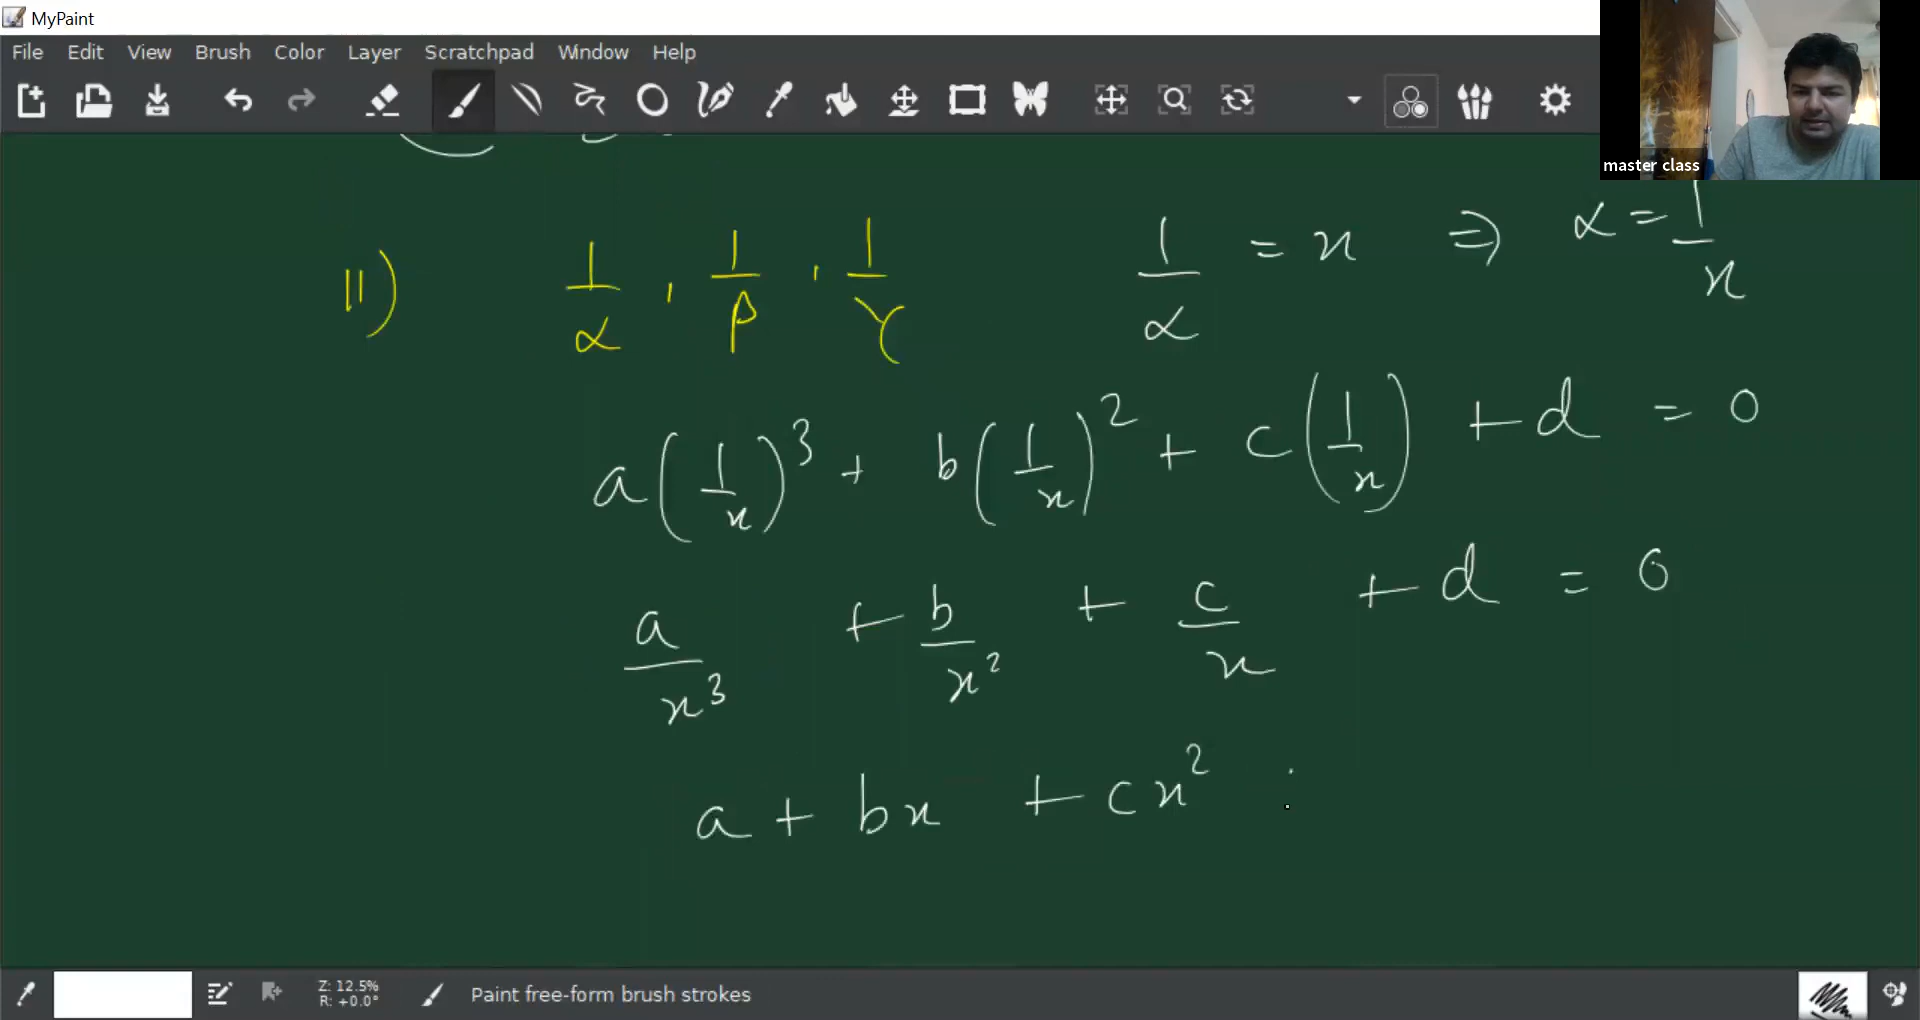 MyPaint
File Edit View Brush Color Layer Scratchpad Window Help
master class
11) 1/α , 1/β , 1/γ 1/α = x ⇒ α = 1/x
a(1/x)³ + b(1/x)² + c(1/x) + d = 0
a/x³ + b/x² + c/x + d = 0
a + bx + cx²
Z: 12.5%
R: +0.0°
Paint free-form brush strokes